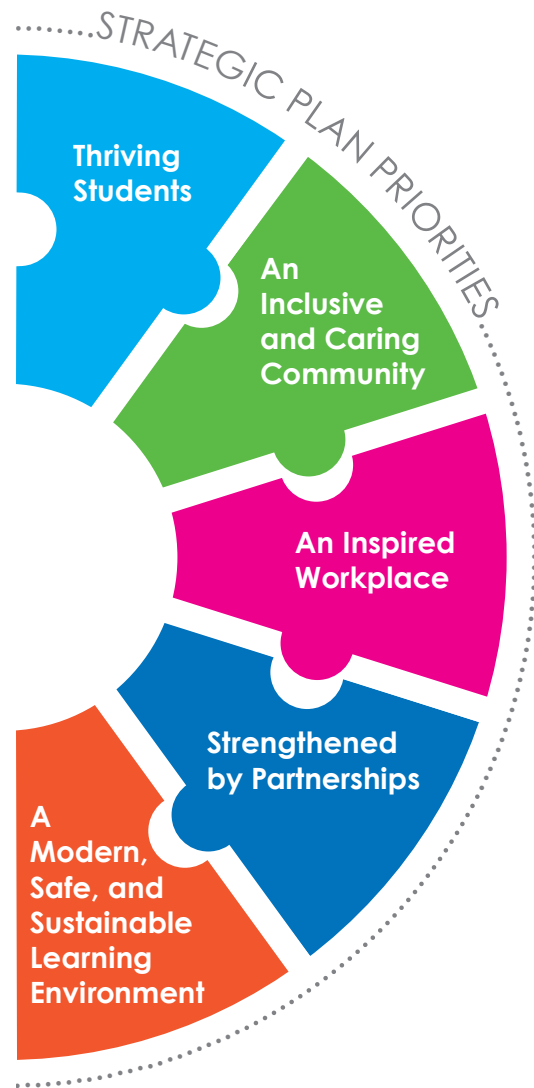 STRATEGIC PLAN PRIORITIES
Thriving
Students
An
Inclusive
and Caring
Community
An Inspired
Workplace
Strengthened
by Partnerships
A
Modern,
Safe, and
Sustainable
Learning
Environment